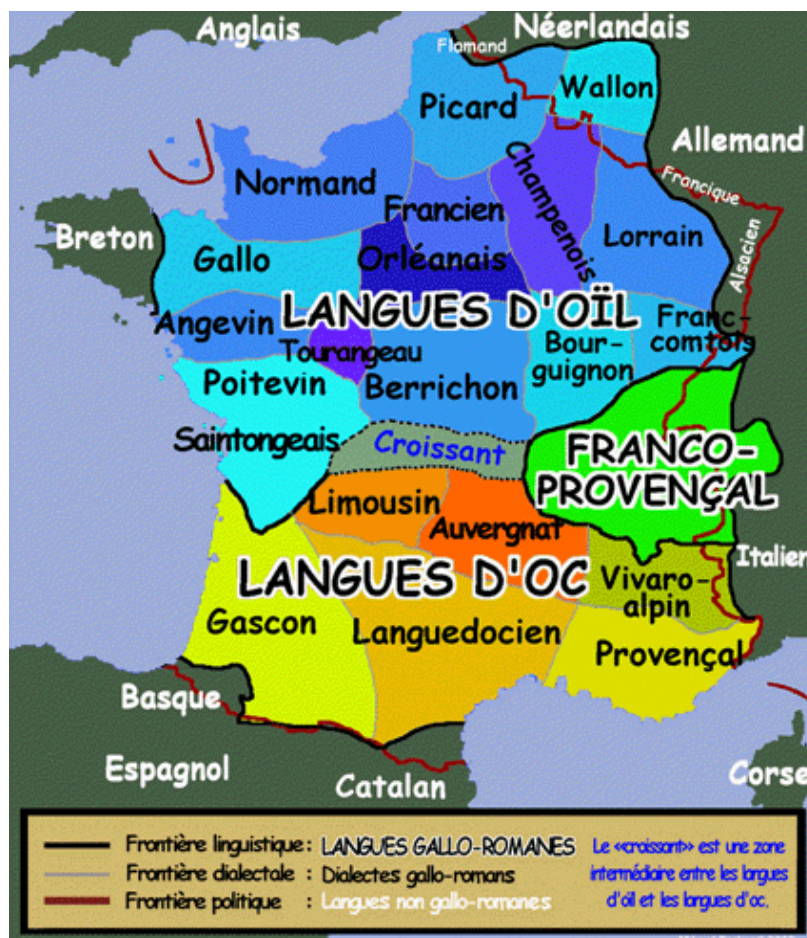 Anglais
Néerlandais
Flamand
Wallon
Picard
Allemand
Champenois
Francique
Normand
Francien
Lorrain
Alsacien
Breton
Gallo
Orléanais
LANGUES D'OÏL
Angevin
Tourangeau
Bour-
guignon
Franc-
comtois
Poitevin
Berrichon
Saintongeais
Croissant
FRANCO-
PROVENÇAL
Limousin
Auvergnat
Italien
LANGUES D'OC
Vivaro-
alpin
Gascon
Languedocien
Provençal
Basque
Espagnol
Catalan
Corse
Frontière linguistique : LANGUES GALLO-ROMANES
Frontière dialectale : Dialectes gallo-romans
Frontière politique : Langues non gallo-romanes
Le «croissant» est une zone
intermédiaire entre les langues
d'oïl et les langues d'oc.